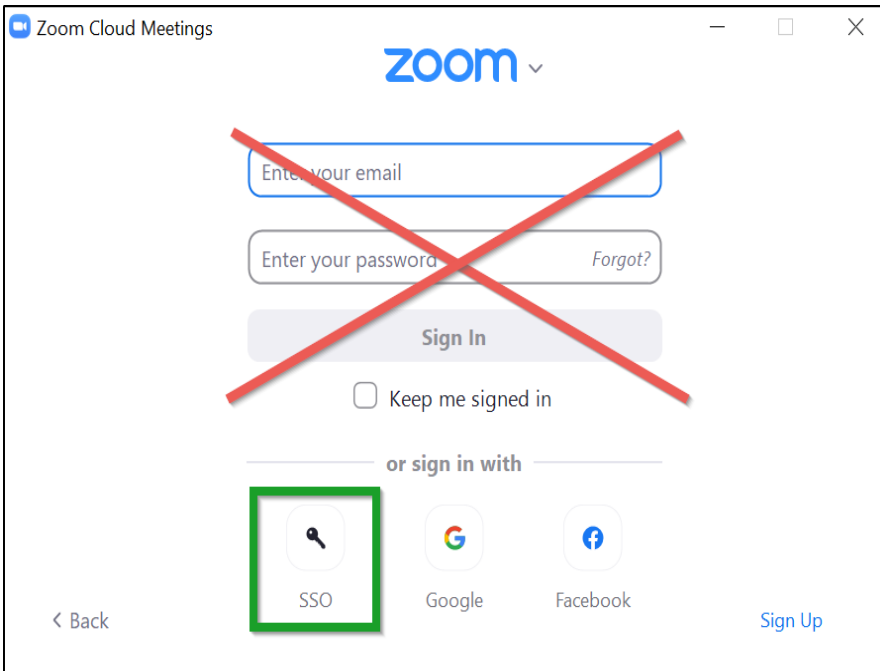 Zoom Cloud Meetings
zoom
Enter your email
Enter your password Forgot?
Sign In
Keep me signed in
or sign in with
SSO Google Facebook
Back Sign Up